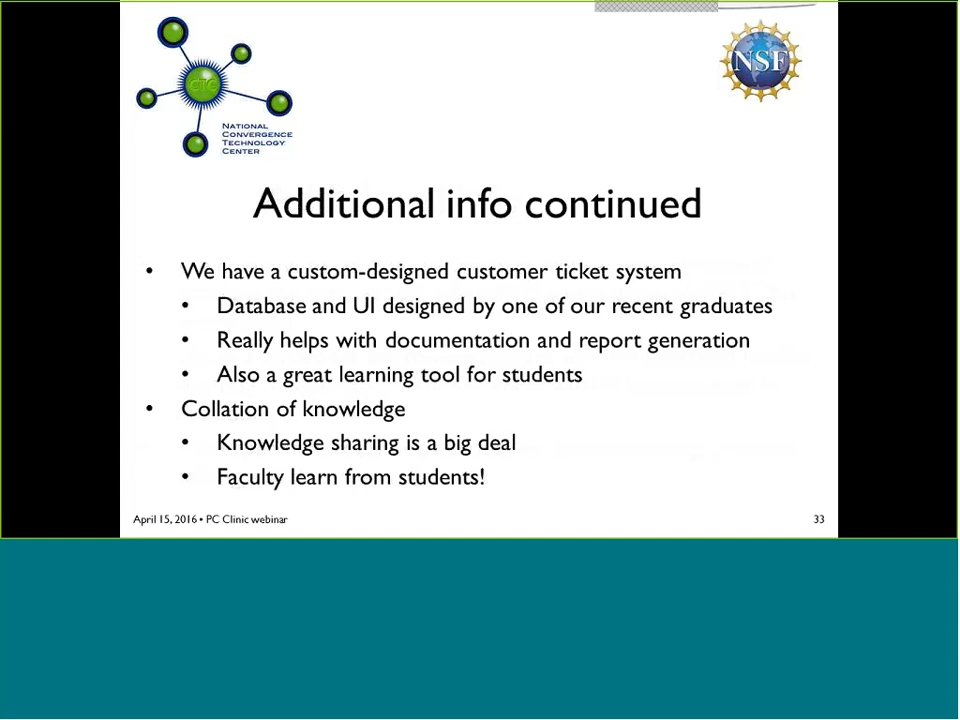 CTC
NSF
National
Convergence
Technology
Center
Additional info continued
• We have a custom-designed customer ticket system
• Database and UI designed by one of our recent graduates
• Really helps with documentation and report generation
• Also a great learning tool for students
• Collation of knowledge
• Knowledge sharing is a big deal
• Faculty learn from students!
April 15, 2016 • PC Clinic webinar
33